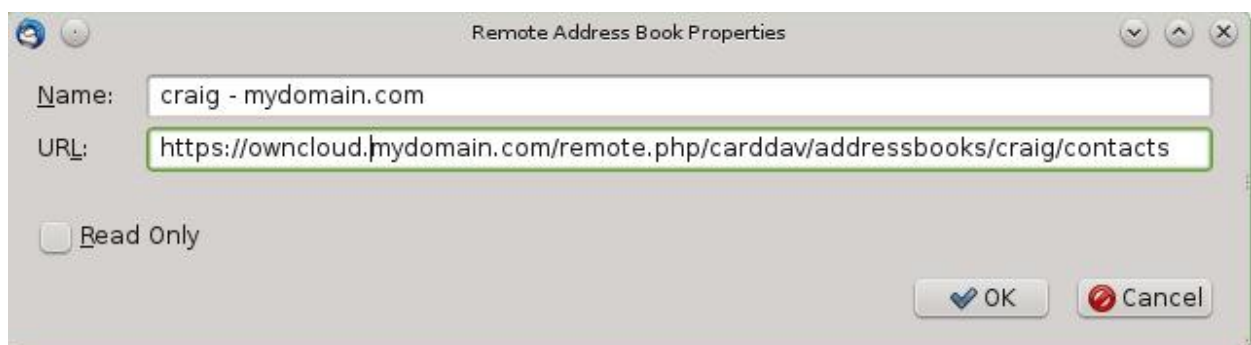 Remote Address Book Properties
Name: craig - mydomain.com
URL: https://owncloud.mydomain.com/remote.php/carddav/addressbooks/craig/contacts
Read Only
OK Cancel